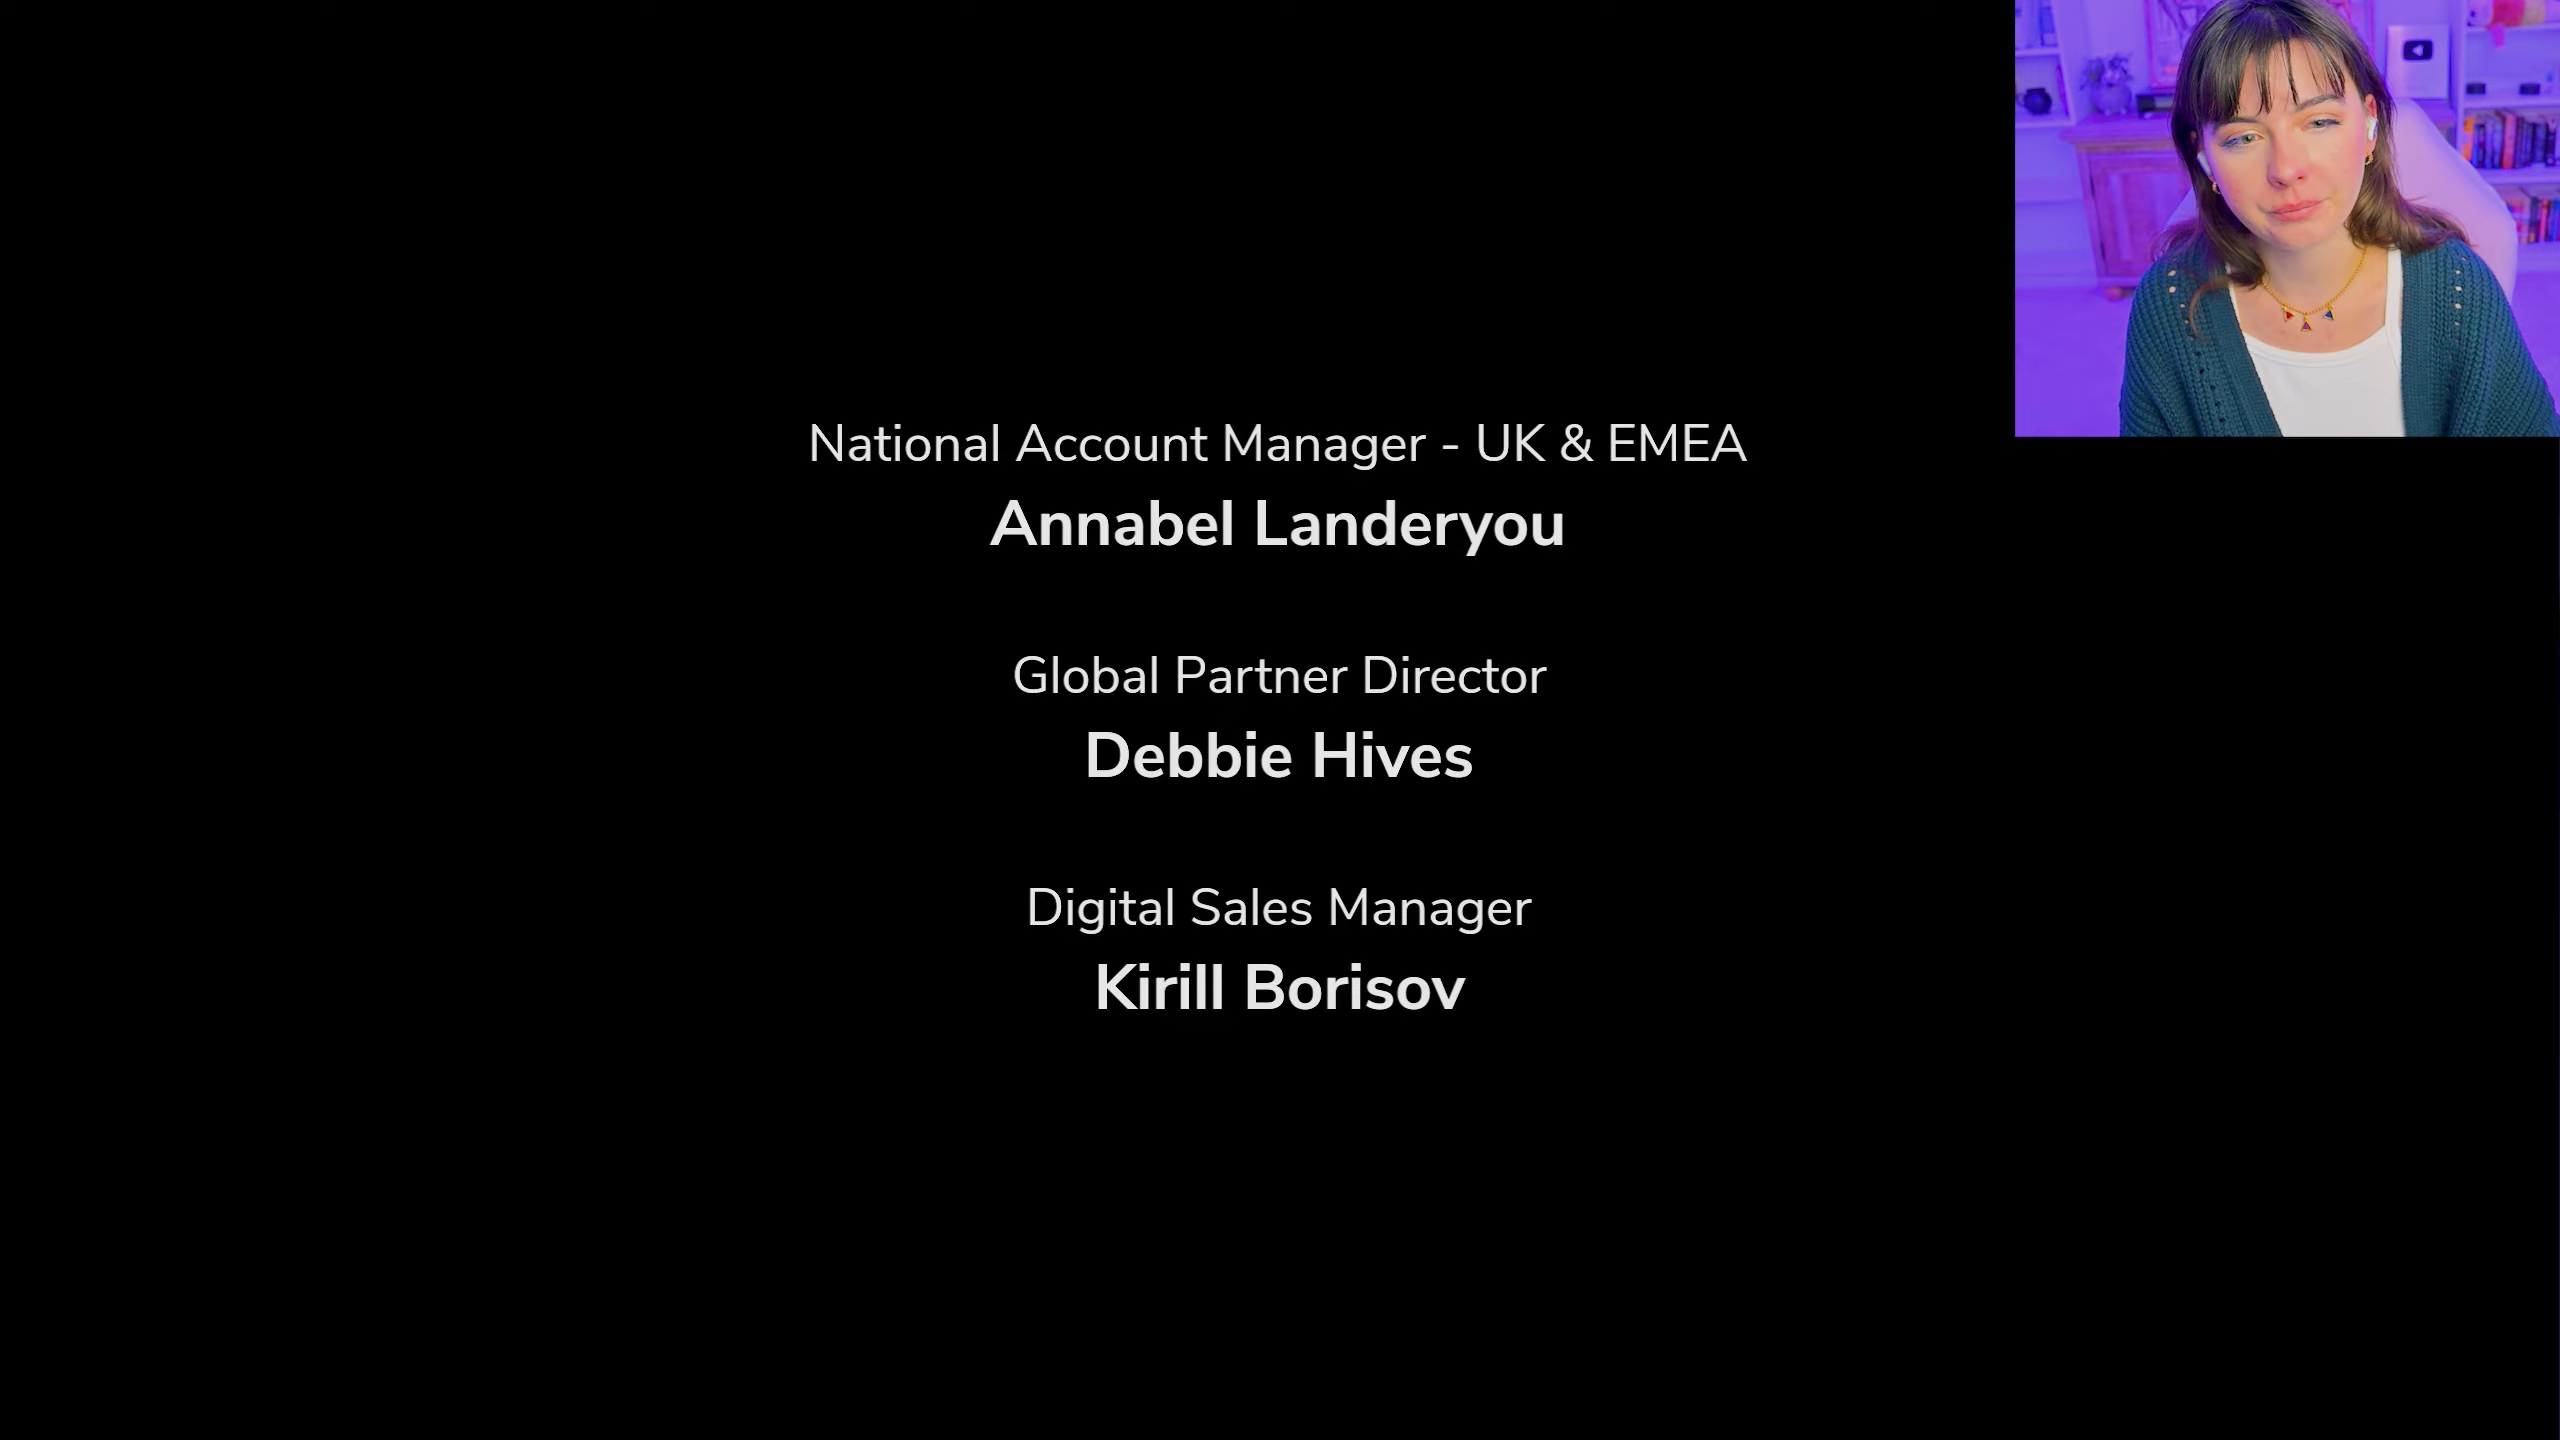 National Account Manager - UK & EMEA
Annabel Landeryou
Global Partner Director
Debbie Hives
Digital Sales Manager
Kirill Borisov